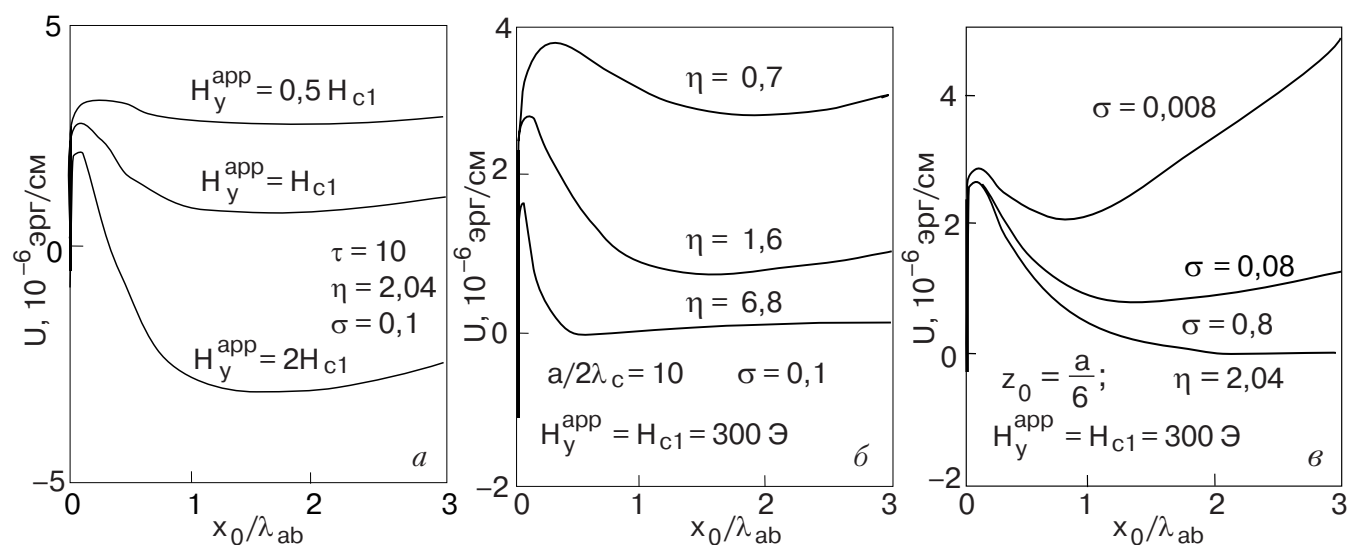 U, 10⁻⁶ эрг/см
5
0
−5
H_y^app = 0,5 H_c1
H_y^app = H_c1
τ = 10
η = 2,04
σ = 0,1
H_y^app = 2H_c1
а
0 1 2 3
x_0/λ_ab
U, 10⁻⁶ эрг/см
4
2
0
−2
η = 0,7
η = 1,6
η = 6,8
a/2λ_c = 10 σ = 0,1
H_y^app = H_c1 = 300 Э
б
0 1 2 3
x_0/λ_ab
U, 10⁻⁶ эрг/см
4
2
0
−2
σ = 0,008
σ = 0,08
σ = 0,8
z_0 = a/6; η = 2,04
H_y^app = H_c1 = 300 Э
в
0 1 2 3
x_0/λ_ab